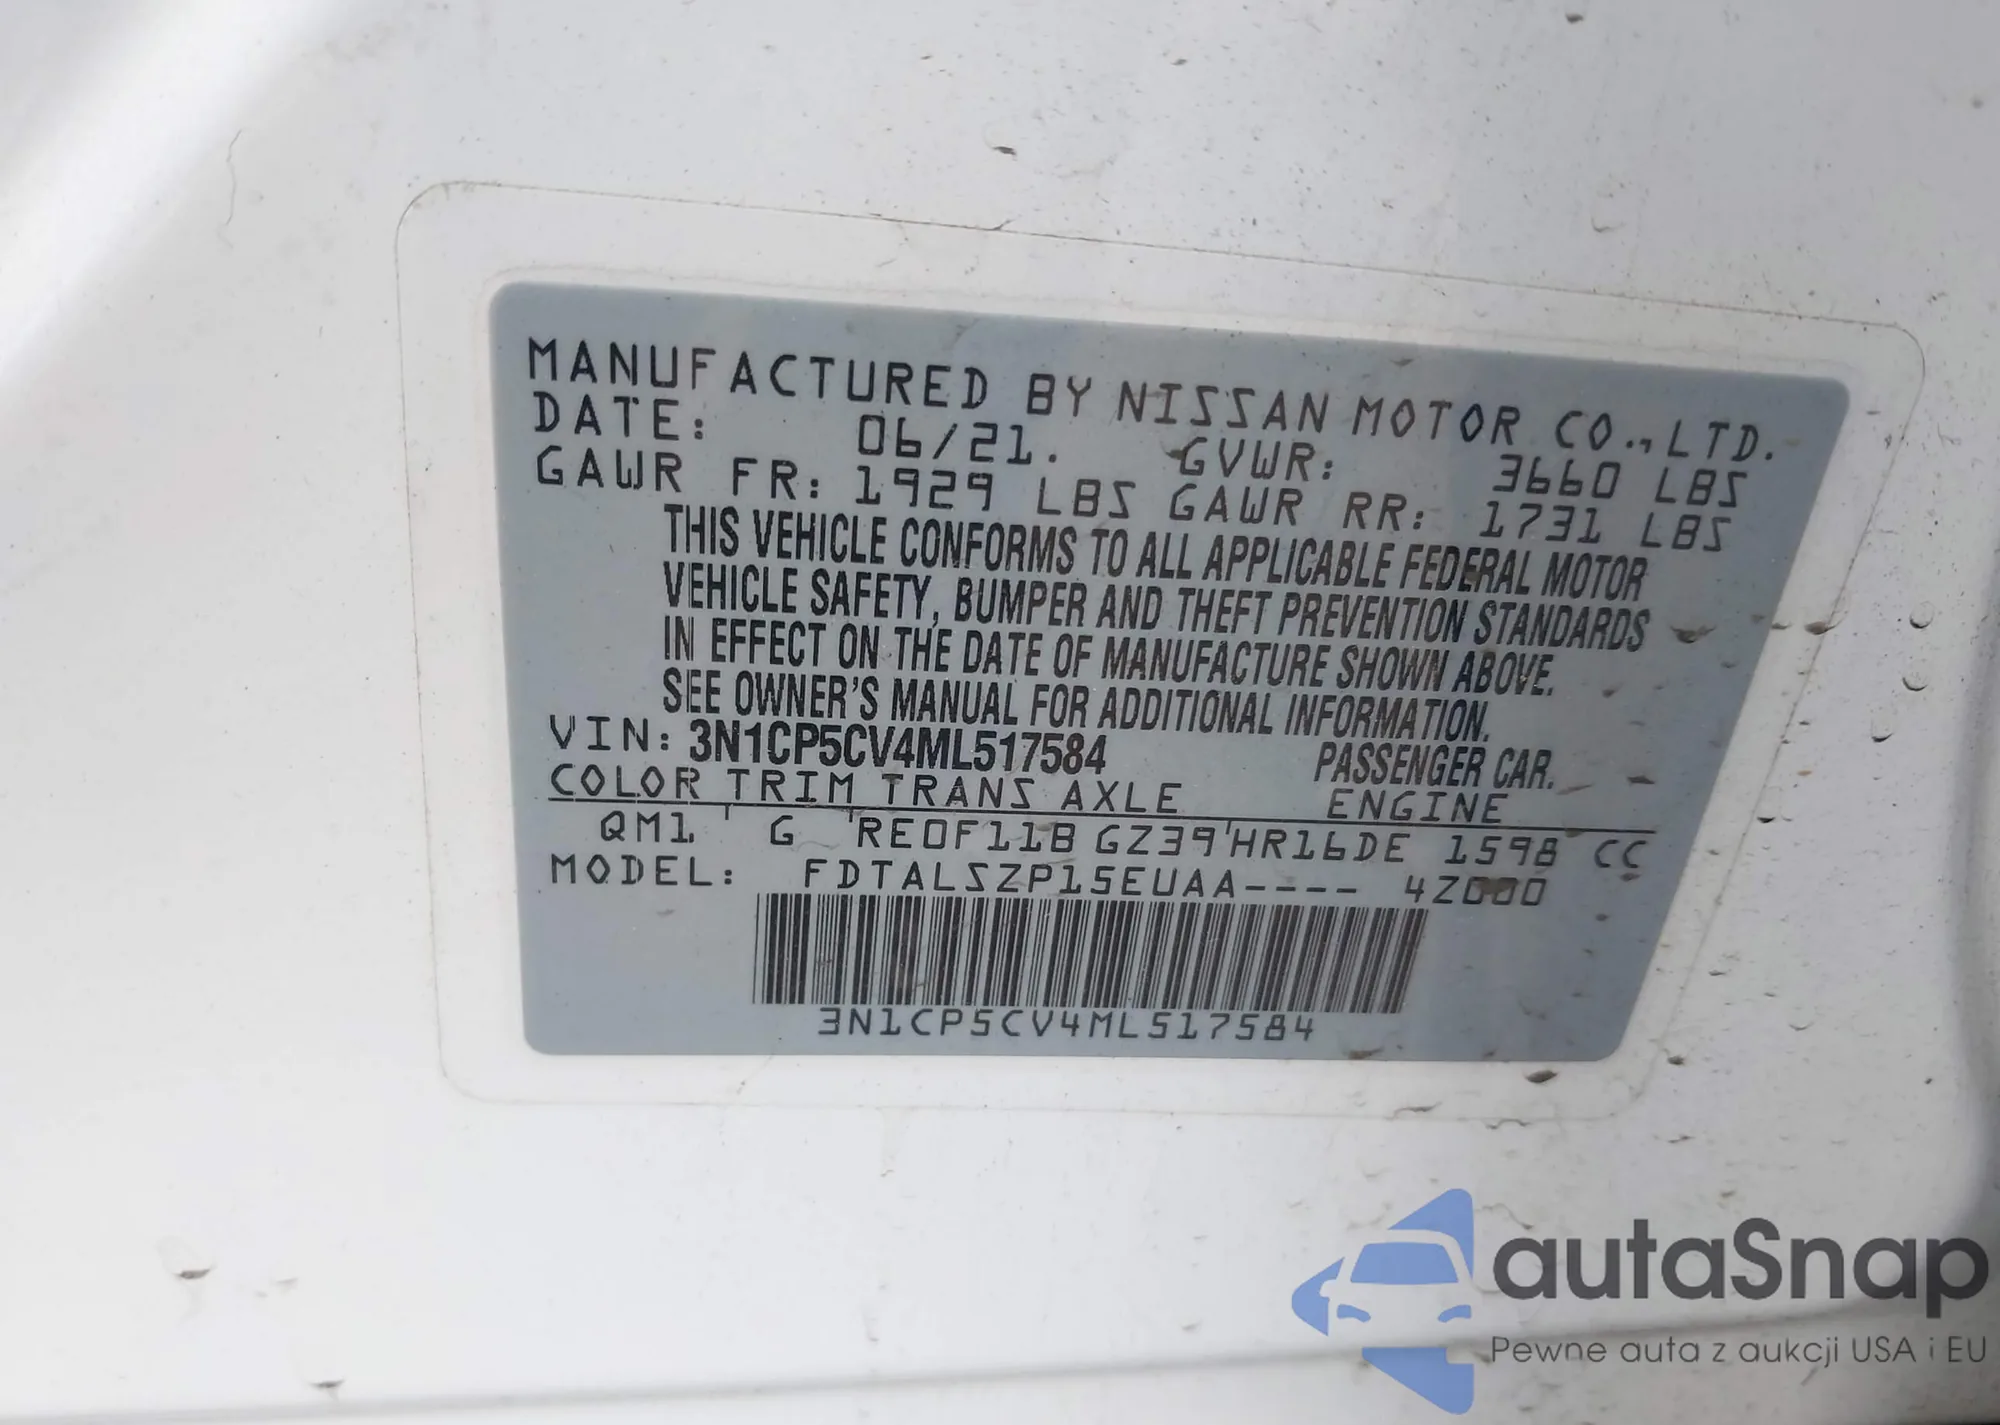 MANUFACTURED BY NISSAN MOTOR CO.,LTD.
DATE: 06/21. GVWR: 3660 LBS
GAWR FR: 1929 LBS GAWR RR: 1731 LBS
THIS VEHICLE CONFORMS TO ALL APPLICABLE FEDERAL MOTOR
VEHICLE SAFETY, BUMPER AND THEFT PREVENTION STANDARDS
IN EFFECT ON THE DATE OF MANUFACTURE SHOWN ABOVE.
SEE OWNER'S MANUAL FOR ADDITIONAL INFORMATION.
VIN: 3N1CP5CV4ML517584 PASSENGER CAR.
COLOR TRIM TRANS AXLE ENGINE
QM1 G RE0F11B GZ39 HR16DE 1598 CC
MODEL: FDTALSZP15EUAA---- 4Z000
3N1CP5CV4ML517584
autaSnap
Pewne auta z aukcji USA i EU